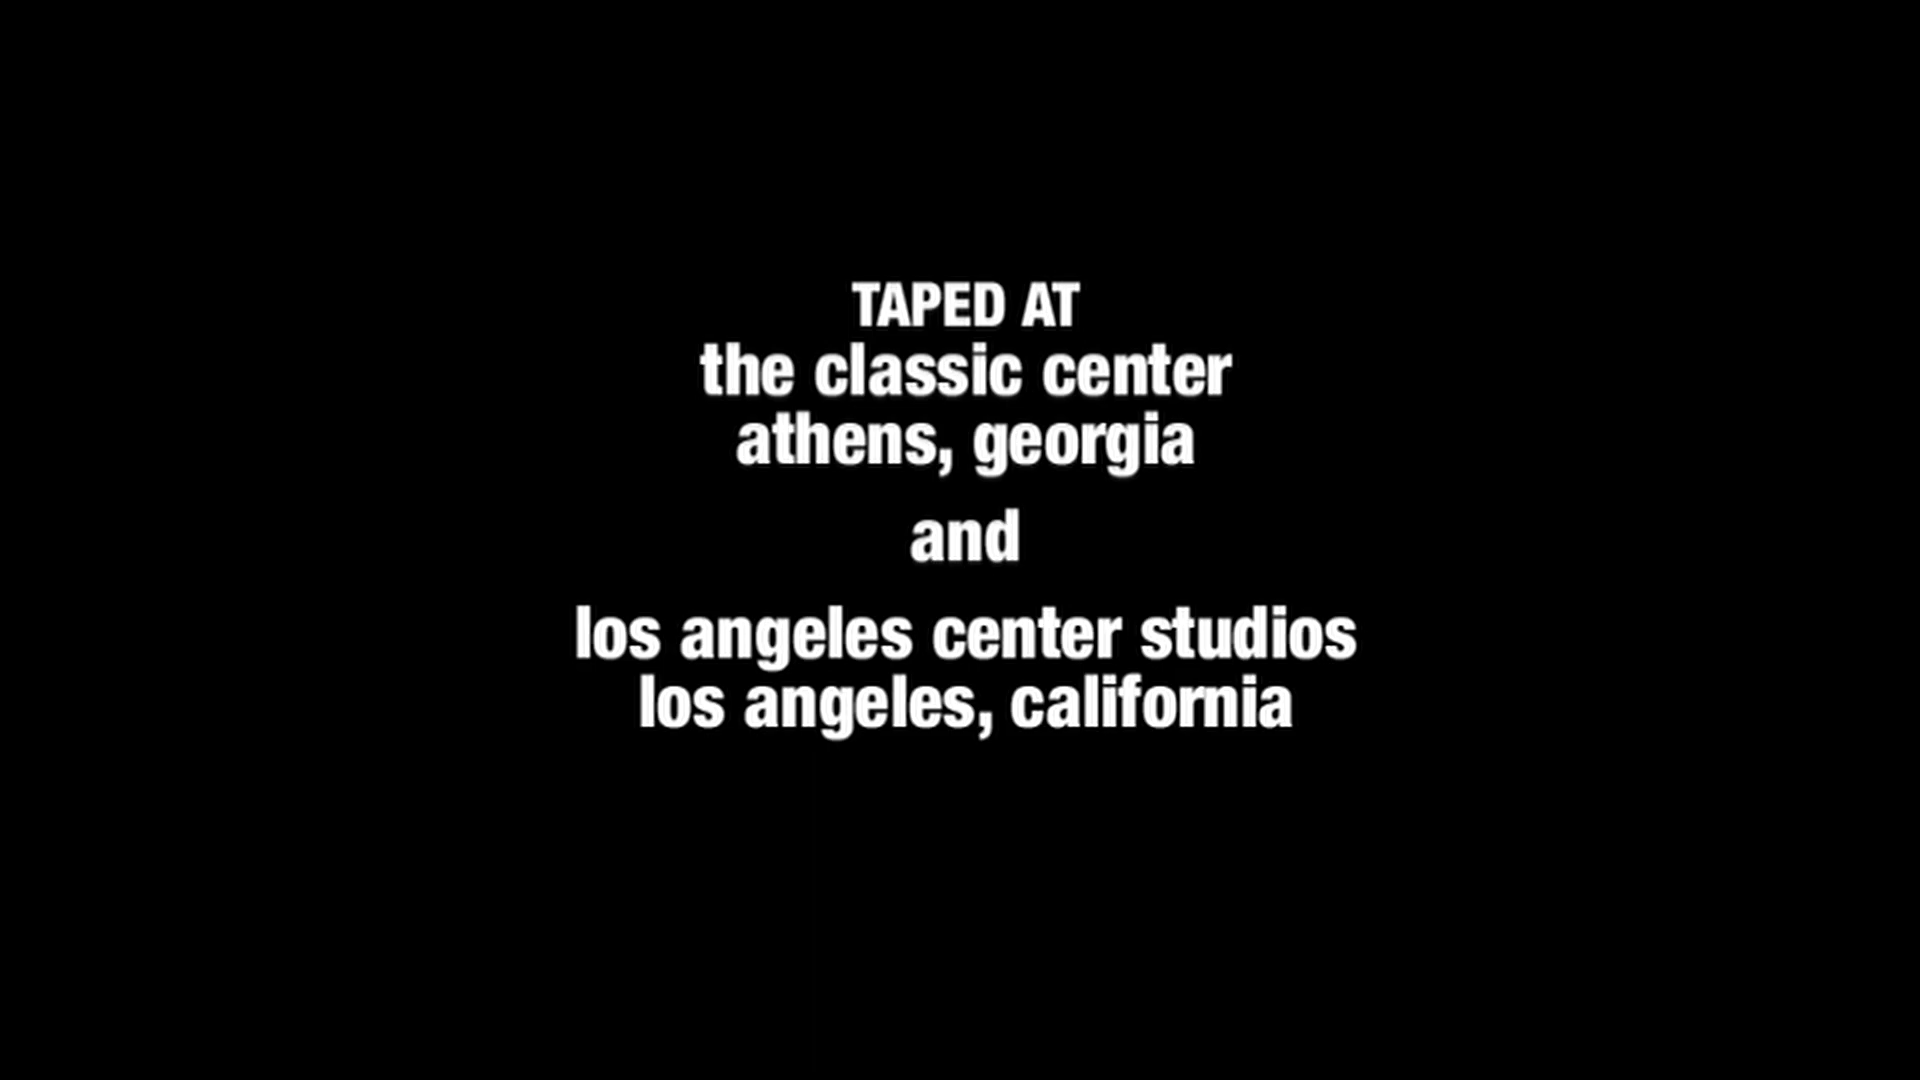 TAPED AT
the classic center
athens, georgia
and
los angeles center studios
los angeles, california